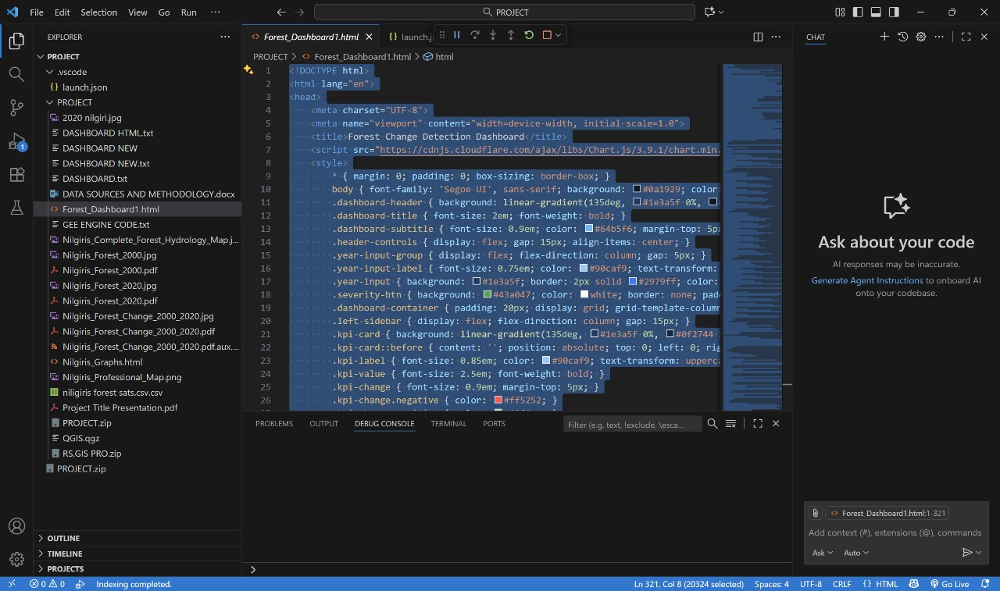 File Edit Selection View Go Run ···
PROJECT
EXPLORER
PROJECT
.vscode
{} launch.json
PROJECT
2020 nilgiri.jpg
DASHBOARD HTML.txt
DASHBOARD NEW
DASHBOARD NEW.txt
DASHBOARD.txt
DATA SOURCES AND METHODOLOGY.docx
Forest_Dashboard1.html
GEE ENGINE CODE.txt
Nilgiris_Complete_Forest_Hydrology_Map.j...
Nilgiris_Forest_2000.jpg
Nilgiris_Forest_2000.pdf
Nilgiris_Forest_2020.jpg
Nilgiris_Forest_2020.pdf
Nilgiris_Forest_Change_2000_2020.jpg
Nilgiris_Forest_Change_2000_2020.pdf
Nilgiris_Forest_Change_2000_2020.pdf.aux....
Nilgiris_Graphs.html
Nilgiris_Professional_Map.png
niligiris forest sats.csv.csv
Project Title Presentation.pdf
PROJECT.zip
QGIS.qgz
RS,GIS PRO.zip
PROJECT.zip
OUTLINE
TIMELINE
PROJECTS
1
Forest_Dashboard1.html
{} launch.js
PROJECT > Forest_Dashboard1.html > html
1 <!DOCTYPE html>
2 <html lang="en">
3 <head>
4 <meta charset="UTF-8">
5 <meta name="viewport" content="width=device-width, initial-scale=1.0">
6 <title>Forest Change Detection Dashboard</title>
7 <script src="https://cdnjs.cloudflare.com/ajax/libs/Chart.js/3.9.1/chart.min.
8 <style>
9 * { margin: 0; padding: 0; box-sizing: border-box; }
10 body { font-family: 'Segoe UI', sans-serif; background: #0a1929; color:
11 .dashboard-header { background: linear-gradient(135deg, #1e3a5f 0%,
12 .dashboard-title { font-size: 2em; font-weight: bold; }
13 .dashboard-subtitle { font-size: 0.9em; color: #64b5f6; margin-top: 5px
14 .header-controls { display: flex; gap: 15px; align-items: center; }
15 .year-input-group { display: flex; flex-direction: column; gap: 5px; }
16 .year-input-label { font-size: 0.75em; color: #90caf9; text-transform:
17 .year-input { background: #1e3a5f; border: 2px solid #2979ff; color:
18 .severity-btn { background: #43a047; color: white; border: none; pad
19 .dashboard-container { padding: 20px; display: grid; grid-template-column
20 .left-sidebar { display: flex; flex-direction: column; gap: 15px; }
21 .kpi-card { background: linear-gradient(135deg, #1e3a5f 0%, #0f2744
22 .kpi-card::before { content: ''; position: absolute; top: 0; left: 0; rig
23 .kpi-label { font-size: 0.85em; color: #90caf9; text-transform: upperca
24 .kpi-value { font-size: 2.5em; font-weight: bold; }
25 .kpi-change { font-size: 0.9em; margin-top: 5px; }
26 .kpi-change.negative { color: #ff5252; }
PROBLEMS OUTPUT DEBUG CONSOLE TERMINAL PORTS
Filter (e.g. text, !exclude, \esca...
CHAT
Ask about your code
AI responses may be inaccurate.
Generate Agent Instructions to onboard AI
onto your codebase.
Forest_Dashboard1.html:1-321
Add context (#), extensions (@), commands
Ask Auto
0 0 Indexing completed.
Ln 321, Col 8 (20324 selected) Spaces: 4 UTF-8 CRLF {} HTML Go Live